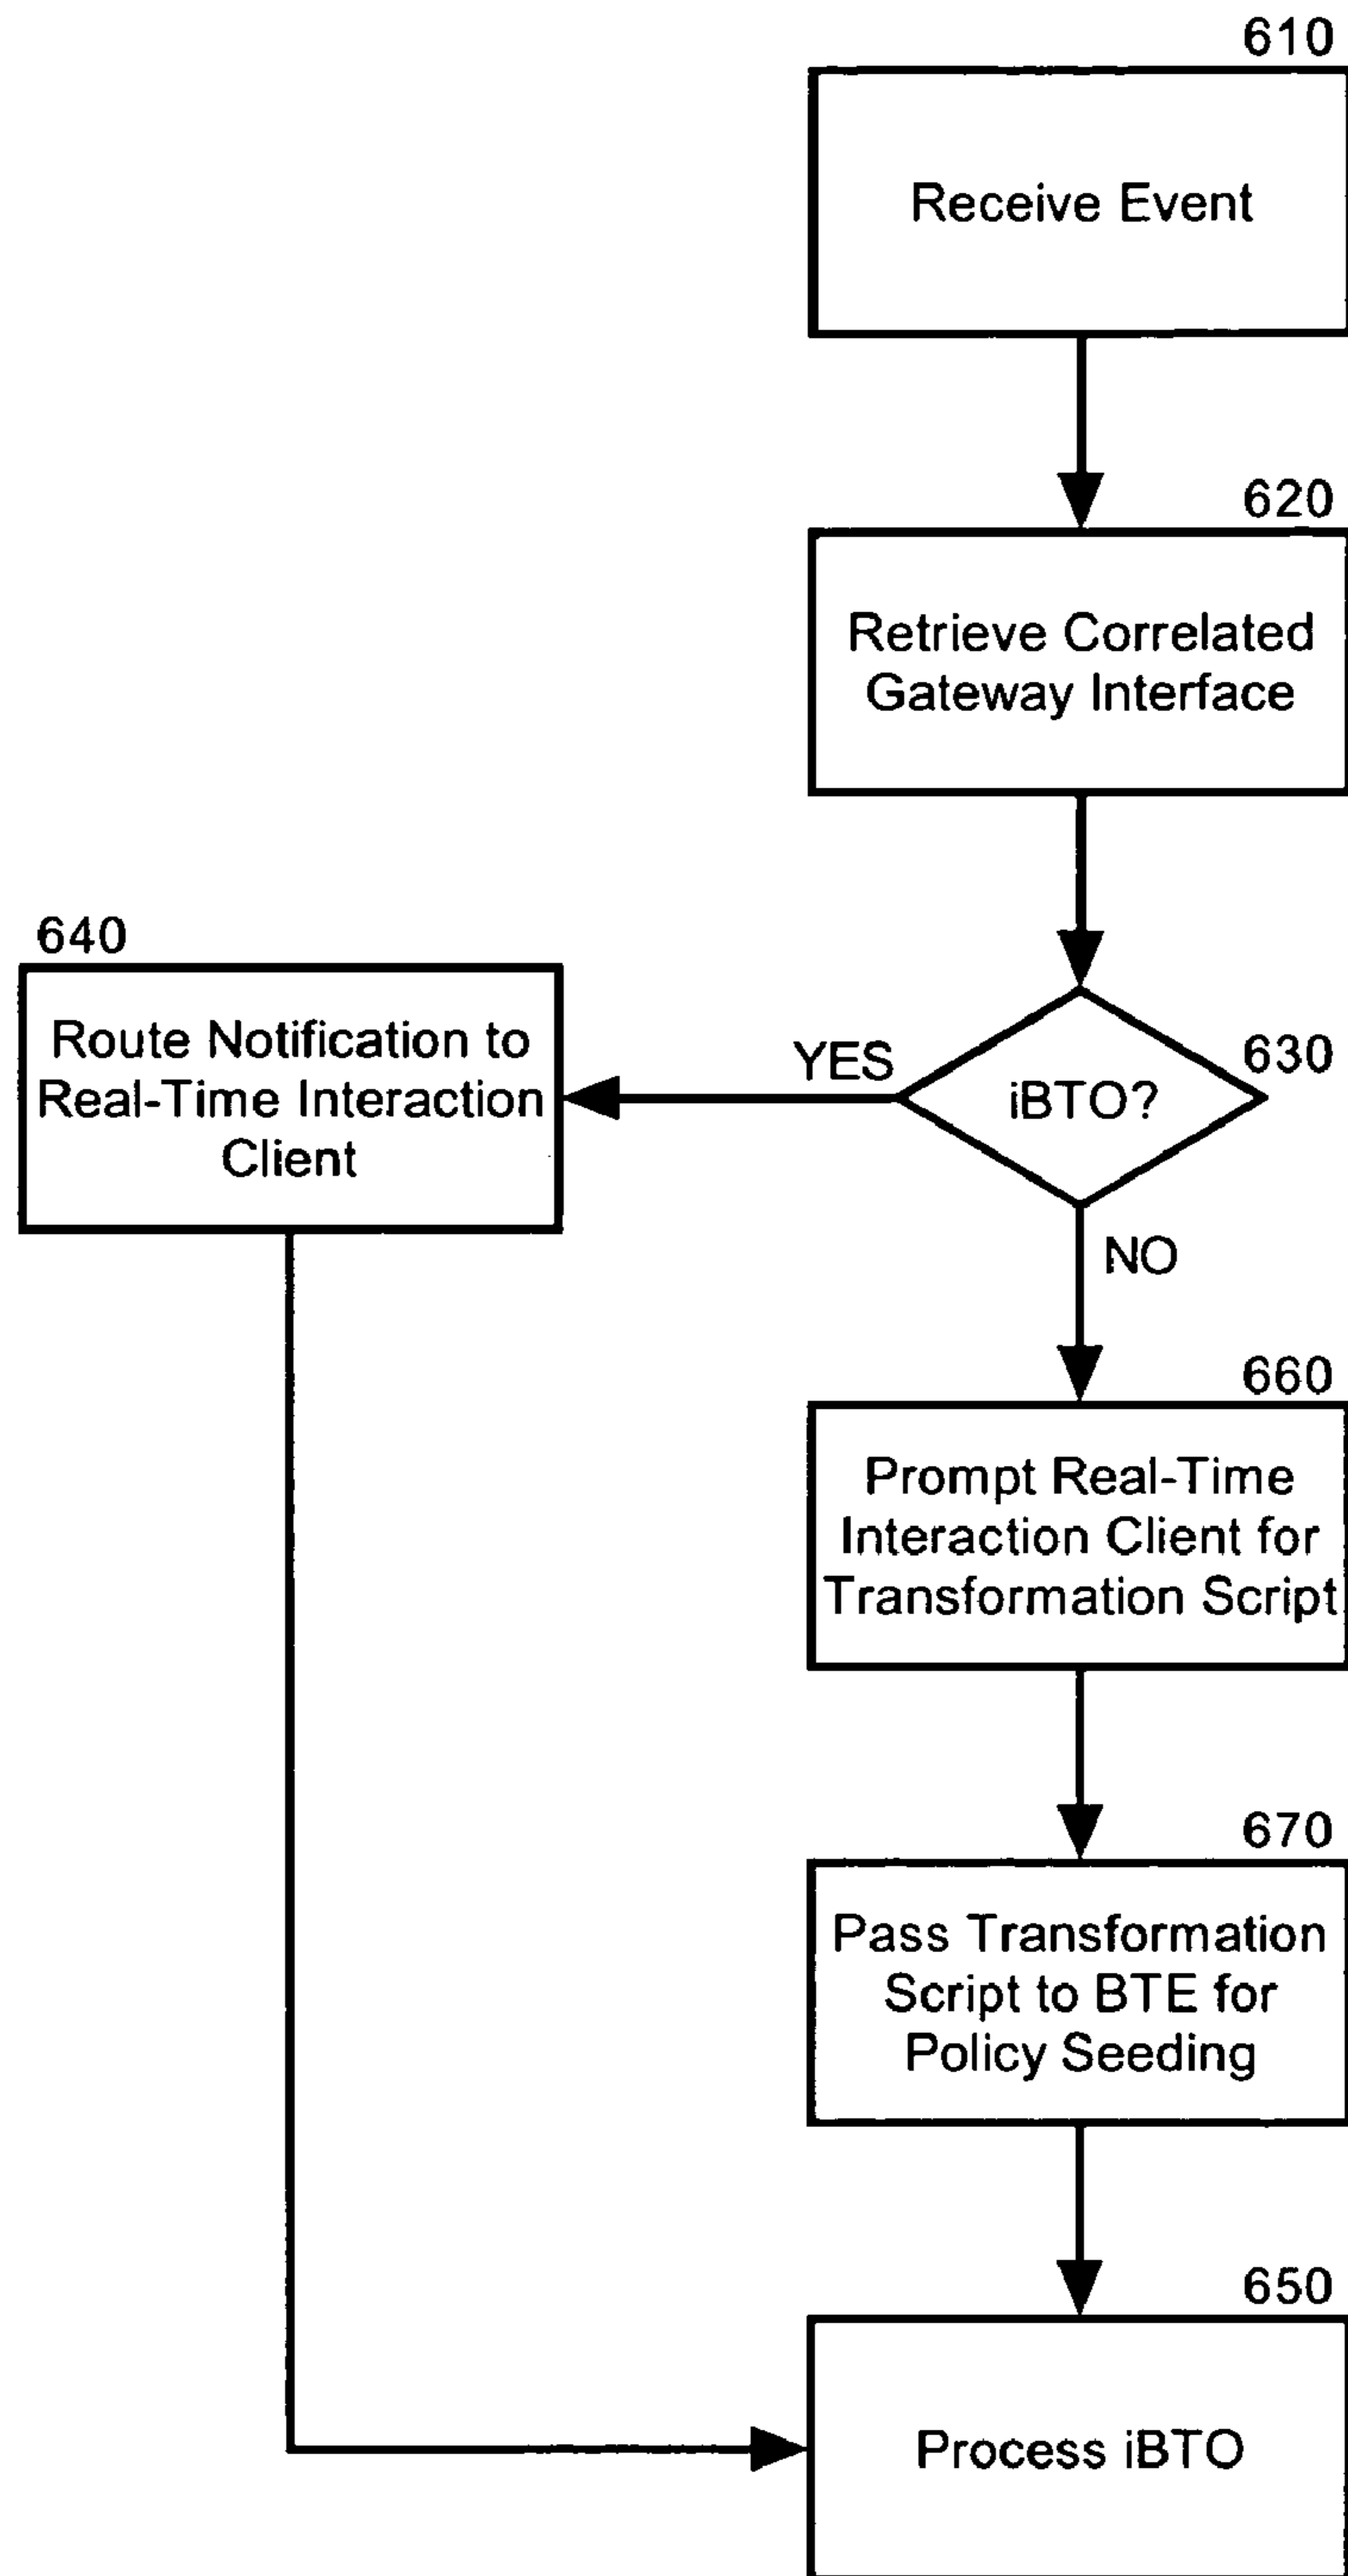 610
Receive Event
620
Retrieve Correlated
Gateway Interface
630
iBTO?
YES
NO
640
Route Notification to
Real-Time Interaction
Client
660
Prompt Real-Time
Interaction Client for
Transformation Script
670
Pass Transformation
Script to BTE for
Policy Seeding
650
Process iBTO